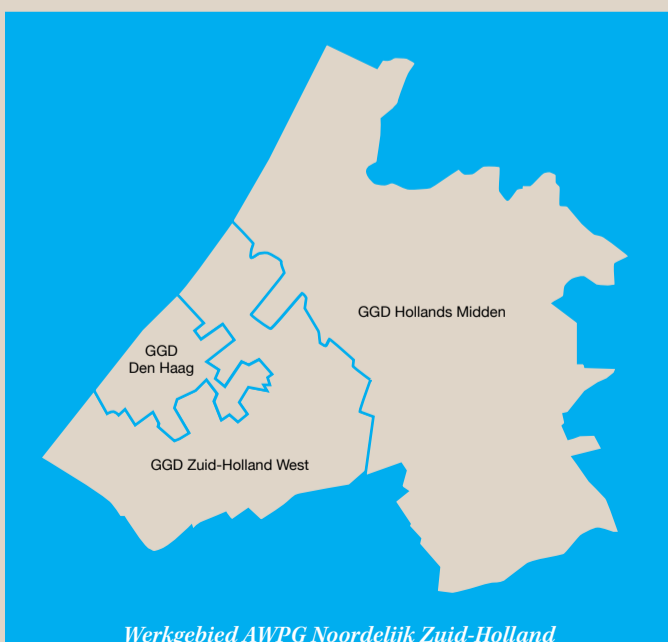 GGD Hollands Midden
GGD
Den Haag
GGD Zuid-Holland West
Werkgebied AWPG Noordelijk Zuid-Holland